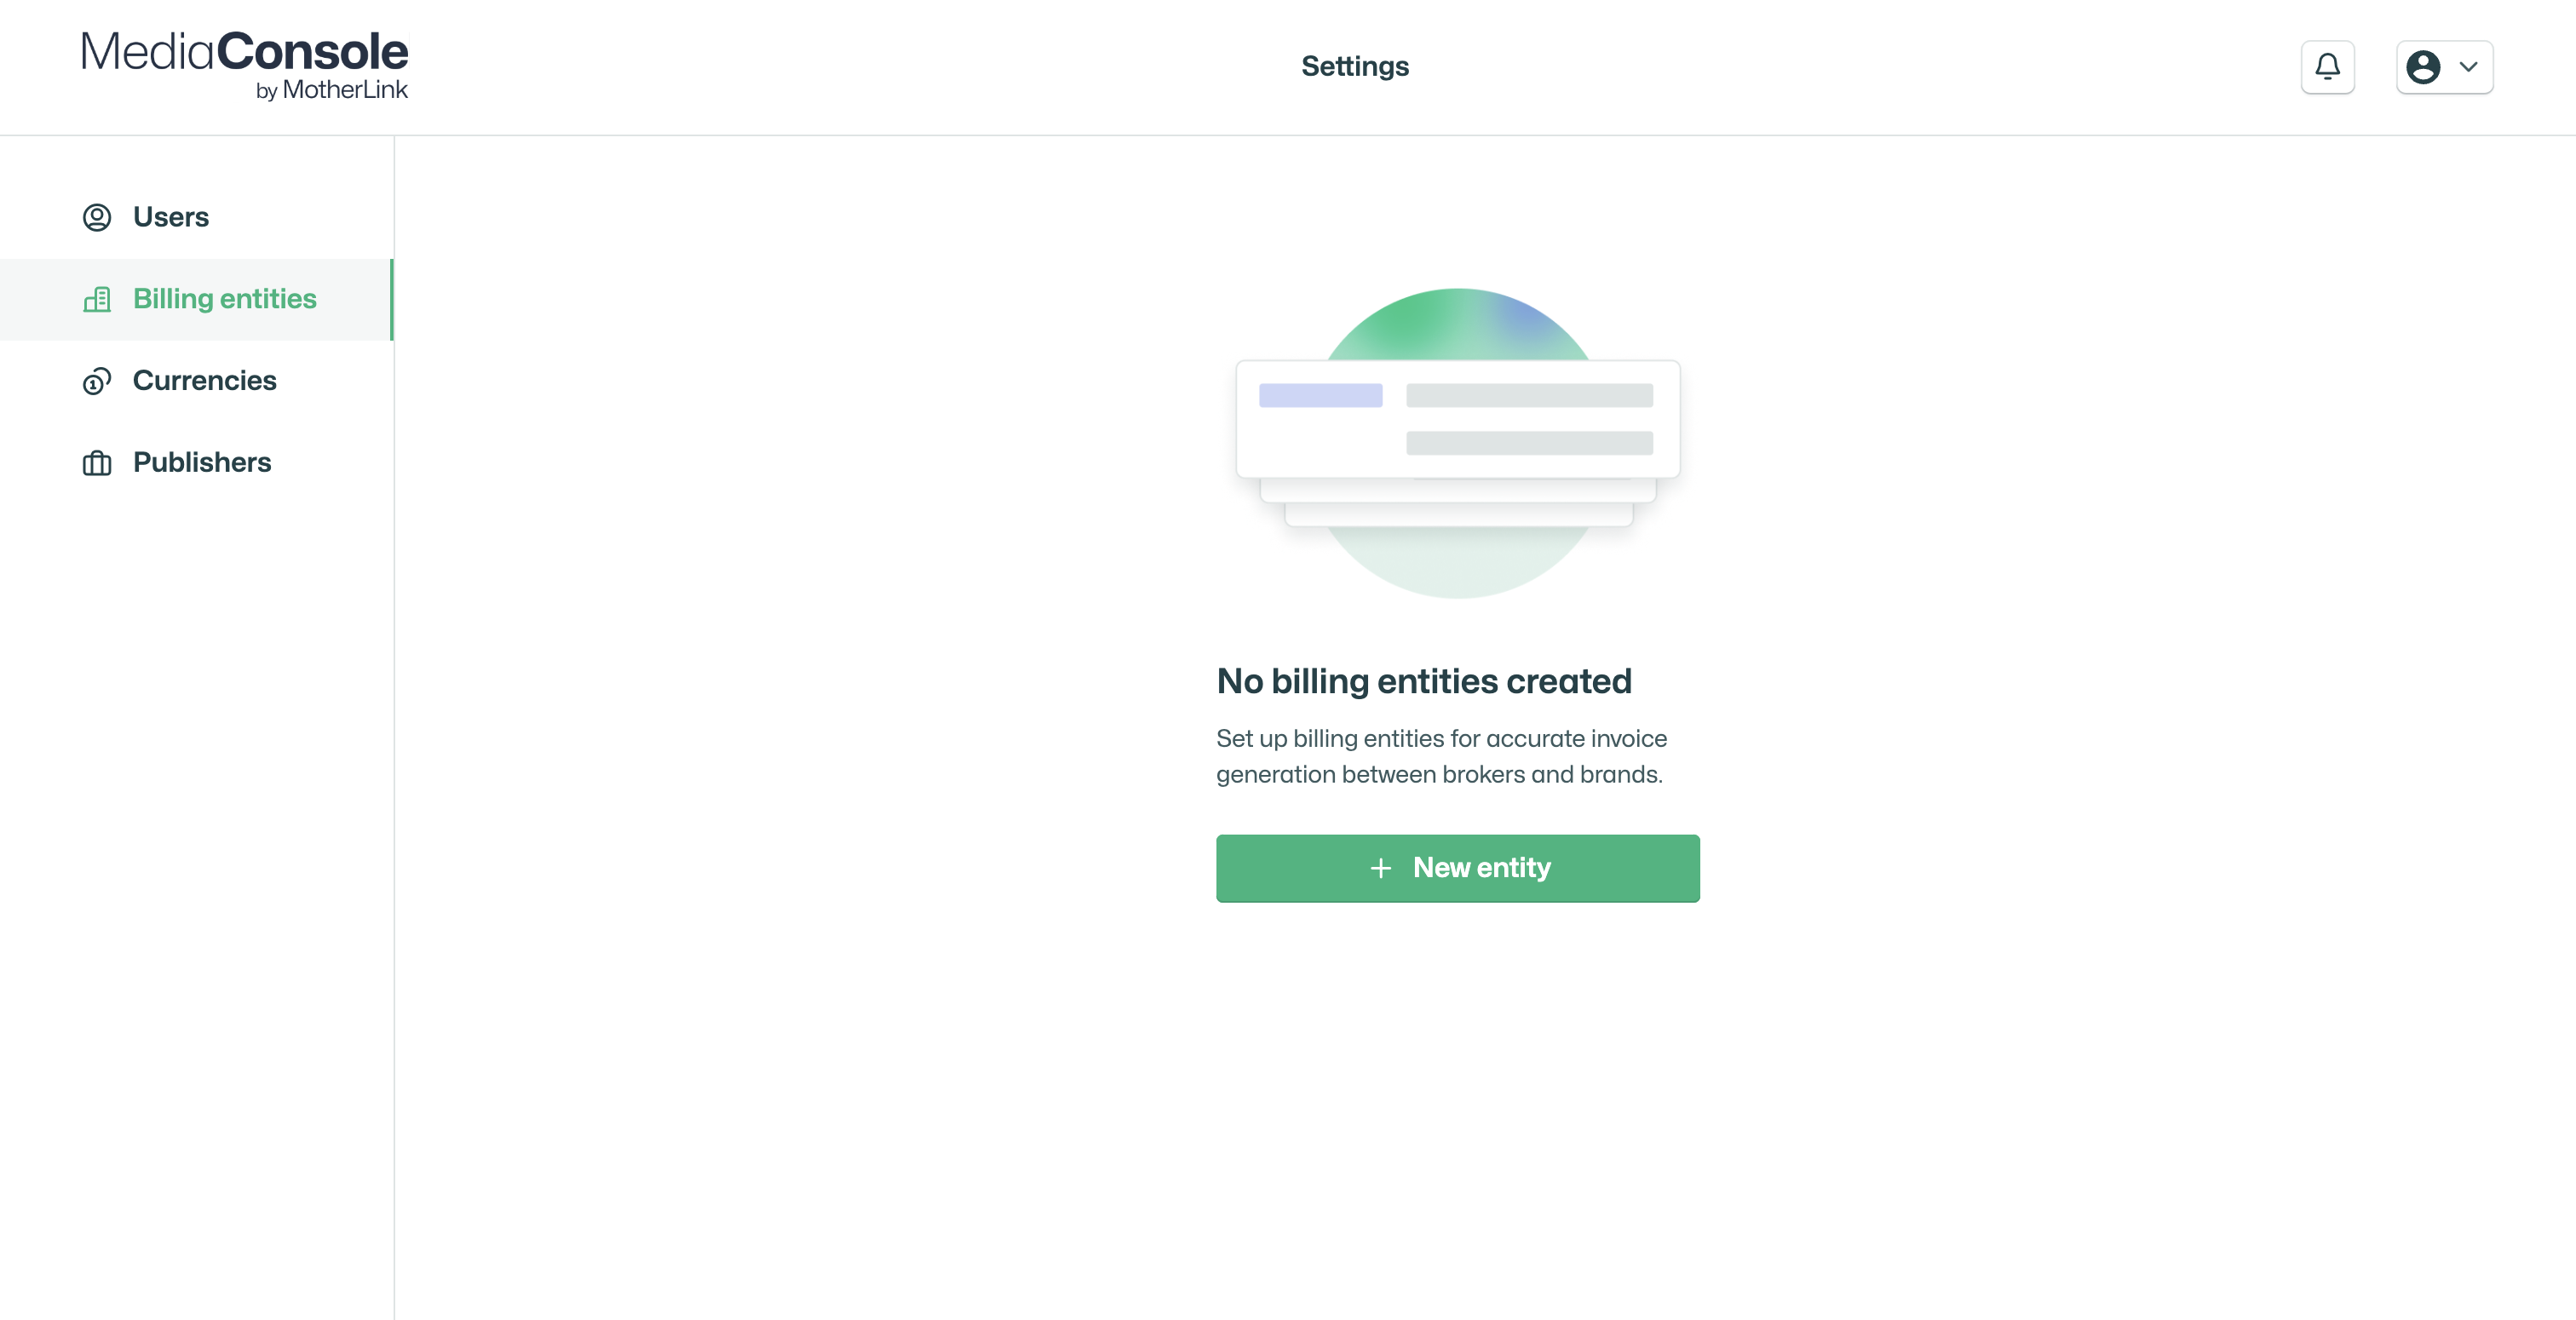 MediaConsole
by MotherLink
Settings
Users
Billing entities
Currencies
Publishers
No billing entities created
Set up billing entities for accurate invoice
generation between brokers and brands.
+ New entity